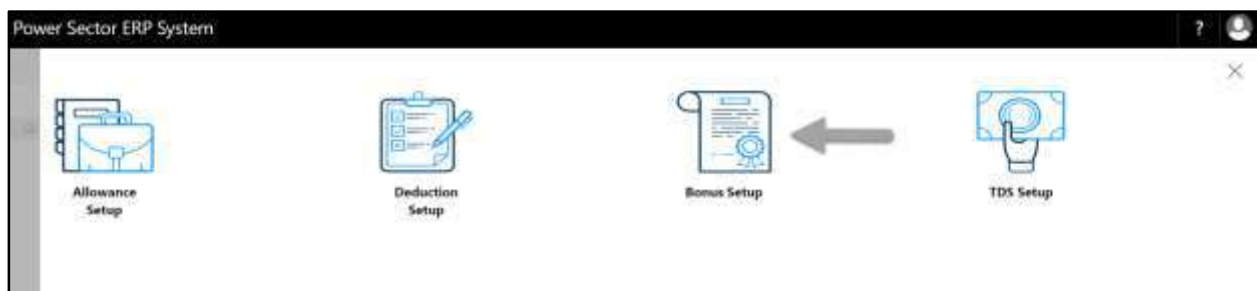 Power Sector ERP System
?
Allowance
Setup
Deduction
Setup
Bonus Setup
TDS Setup